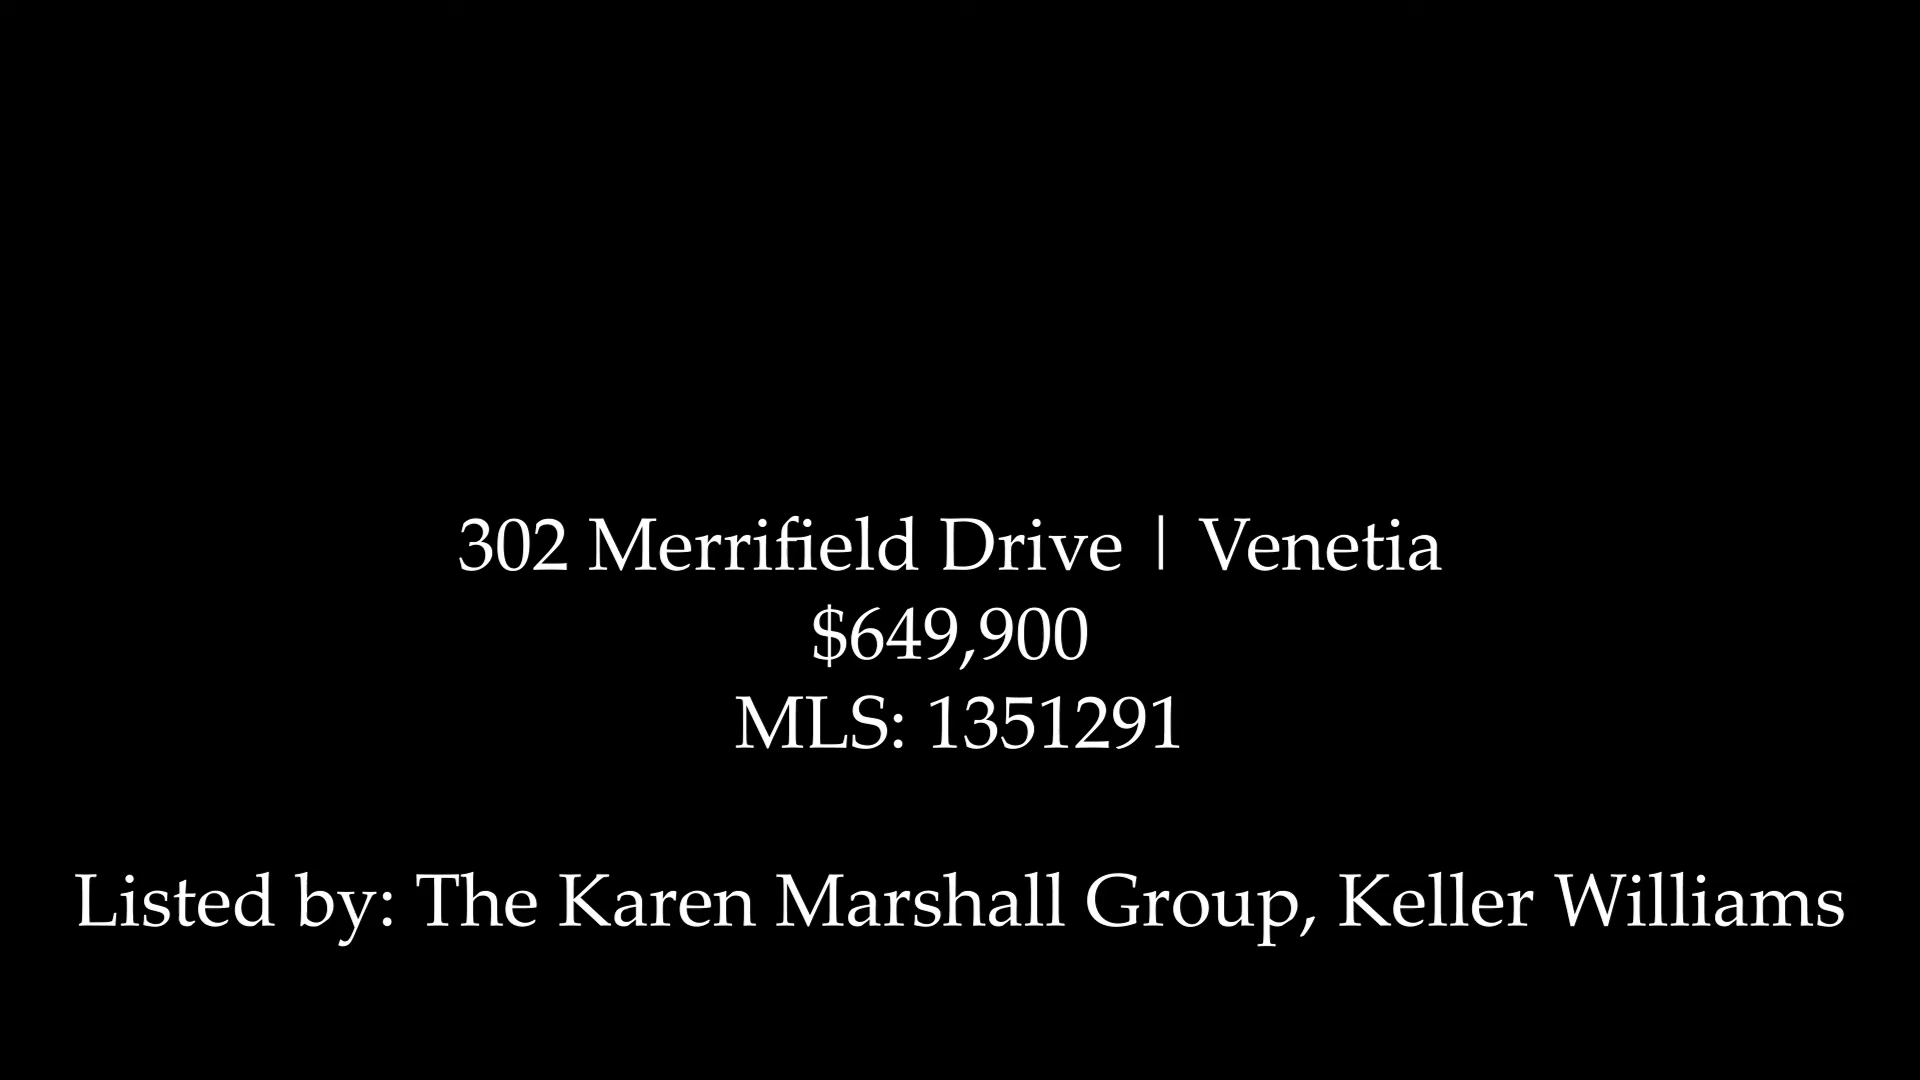 302 Merrifield Drive | Venetia
$649,900
MLS: 1351291
Listed by: The Karen Marshall Group, Keller Williams